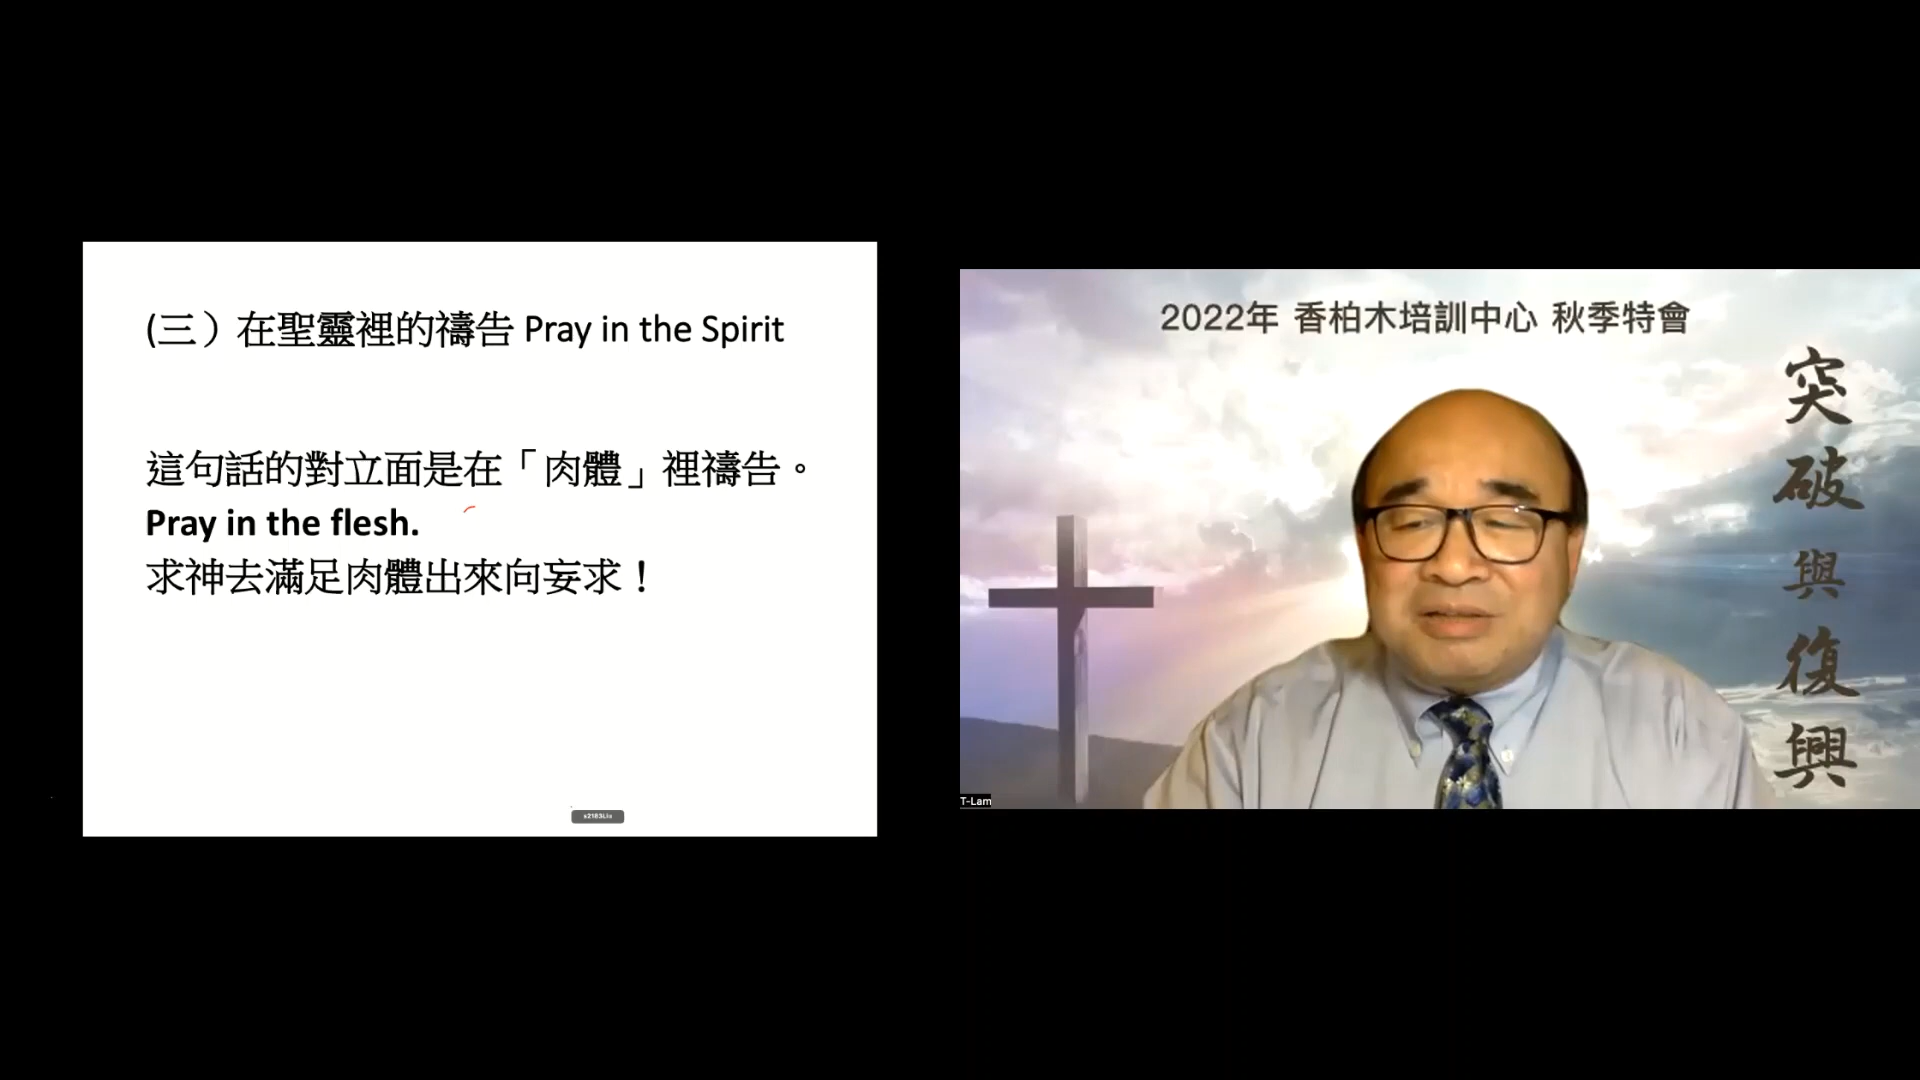 (三）在聖靈裡的禱告 Pray in the Spirit
這句話的對立面是在「肉體」裡禱告。
Pray in the flesh.
求神去滿足肉體出來向妄求！
2022年 香柏木培訓中心 秋季特會
突破與復興
T-Lam